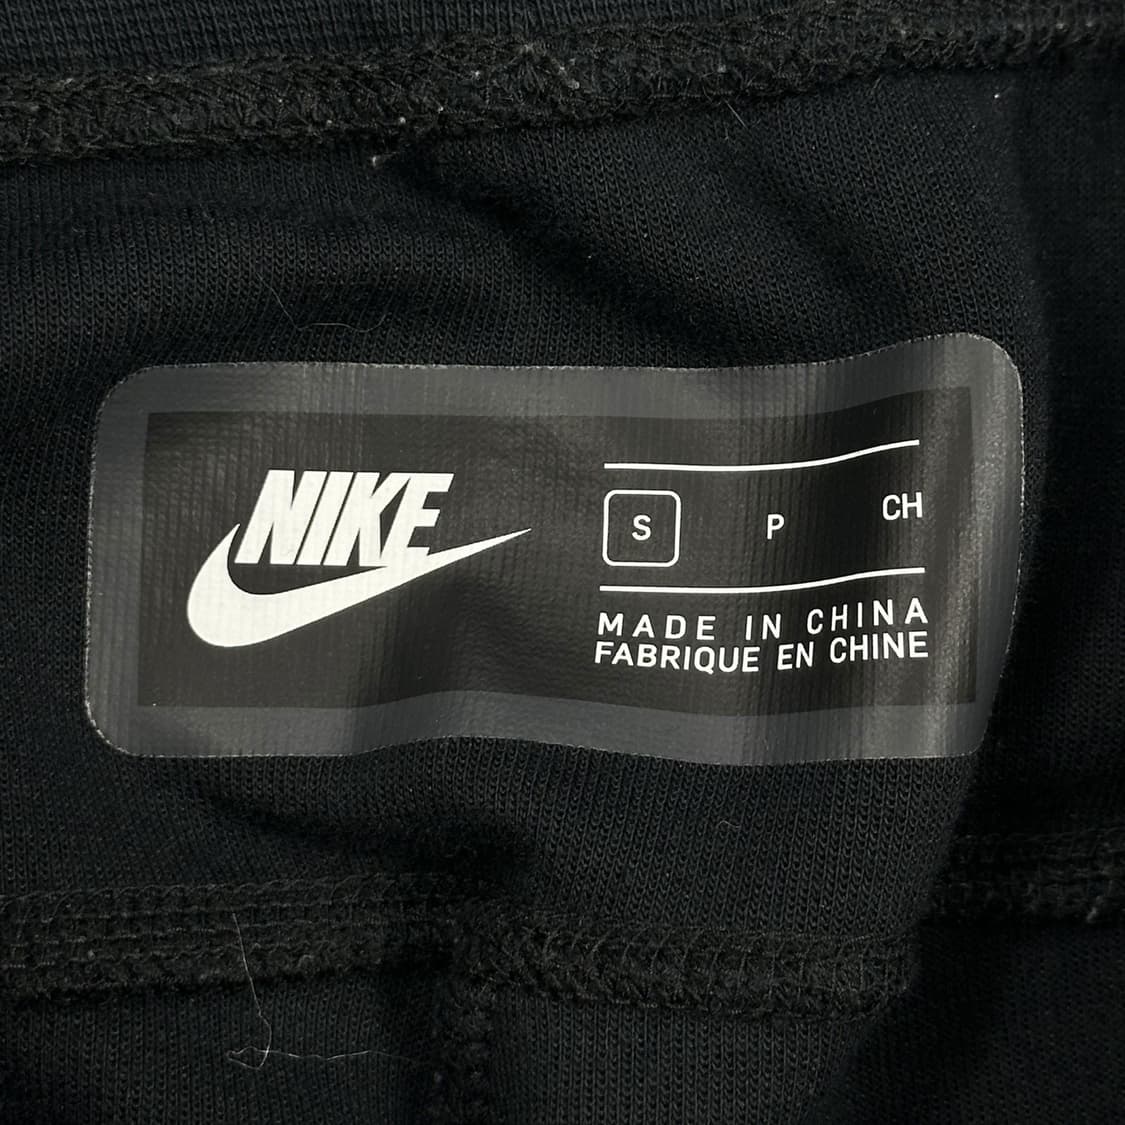 NIKE
S P CH
MADE IN CHINA
FABRIQUE EN CHINE